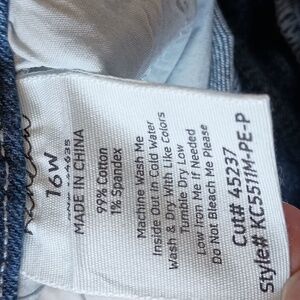 16W
MADE IN CHINA
99% Cotton
1% Spandex
Machine Wash Me
Inside Out in Cold Water
Wash & Dry With Like Colors
Tumble Dry Low
Low Iron Me If Needed
Do Not Bleach Me Please
Cut# 45237
Style# KC5511M-PE-P